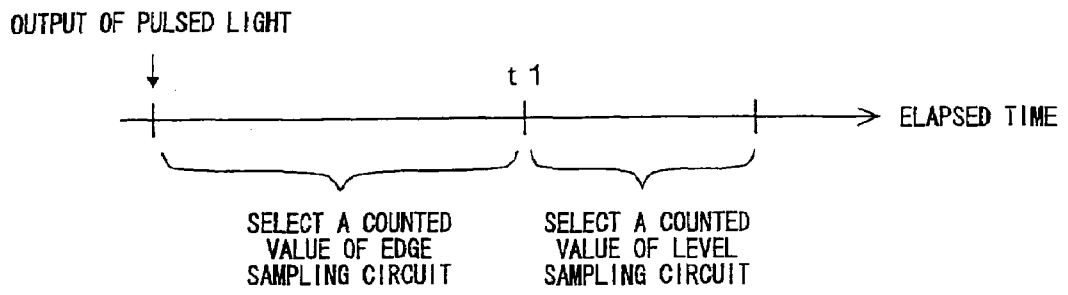 OUTPUT OF PULSED LIGHT
t 1
ELAPSED TIME
SELECT A COUNTED
VALUE OF EDGE
SAMPLING CIRCUIT
SELECT A COUNTED
VALUE OF LEVEL
SAMPLING CIRCUIT